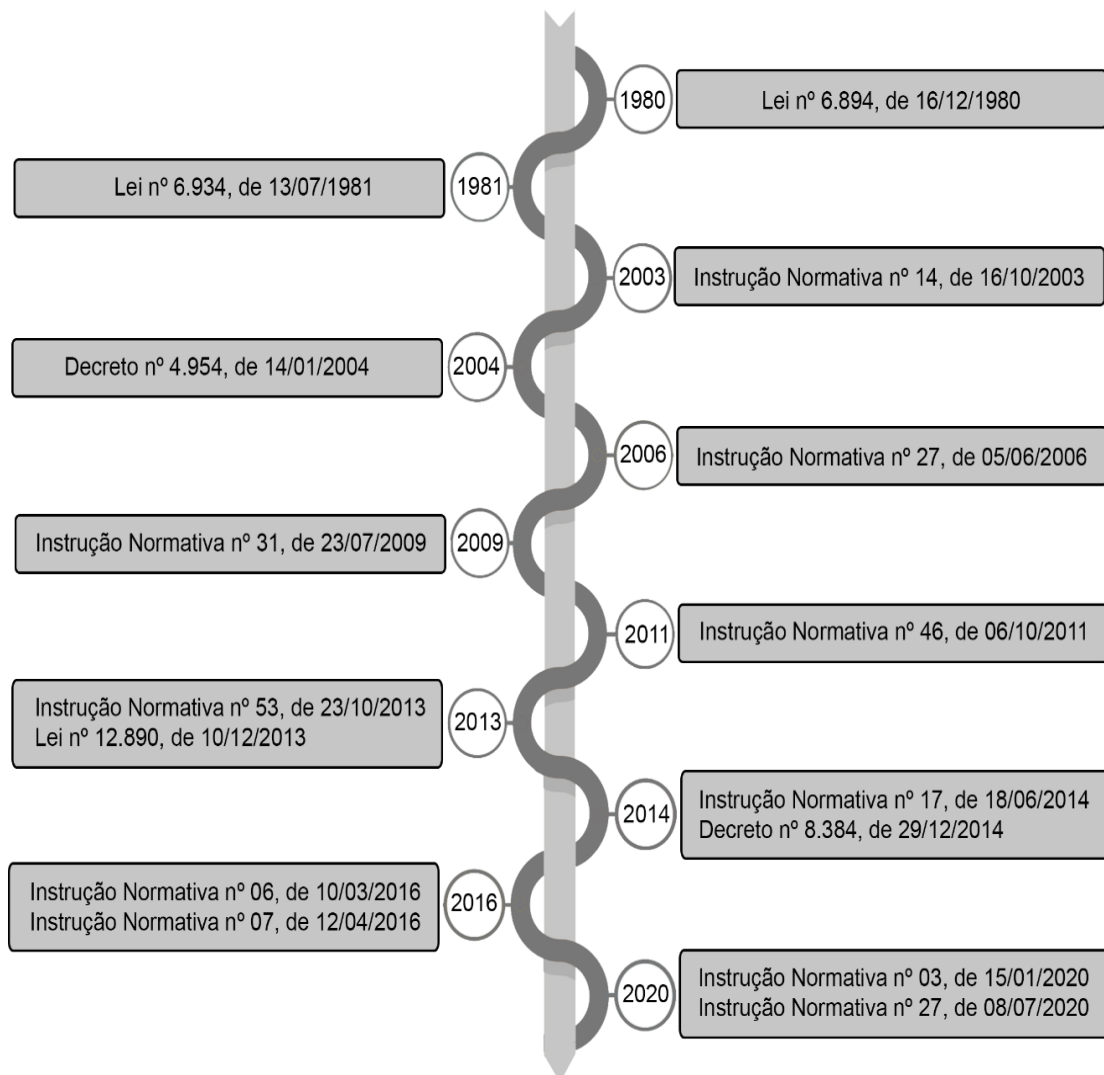 1980
Lei nº 6.894, de 16/12/1980
Lei nº 6.934, de 13/07/1981
1981
2003
Instrução Normativa nº 14, de 16/10/2003
Decreto nº 4.954, de 14/01/2004
2004
2006
Instrução Normativa nº 27, de 05/06/2006
Instrução Normativa nº 31, de 23/07/2009
2009
2011
Instrução Normativa nº 46, de 06/10/2011
Instrução Normativa nº 53, de 23/10/2013
Lei nº 12.890, de 10/12/2013
2013
2014
Instrução Normativa nº 17, de 18/06/2014
Decreto nº 8.384, de 29/12/2014
Instrução Normativa nº 06, de 10/03/2016
Instrução Normativa nº 07, de 12/04/2016
2016
2020
Instrução Normativa nº 03, de 15/01/2020
Instrução Normativa nº 27, de 08/07/2020